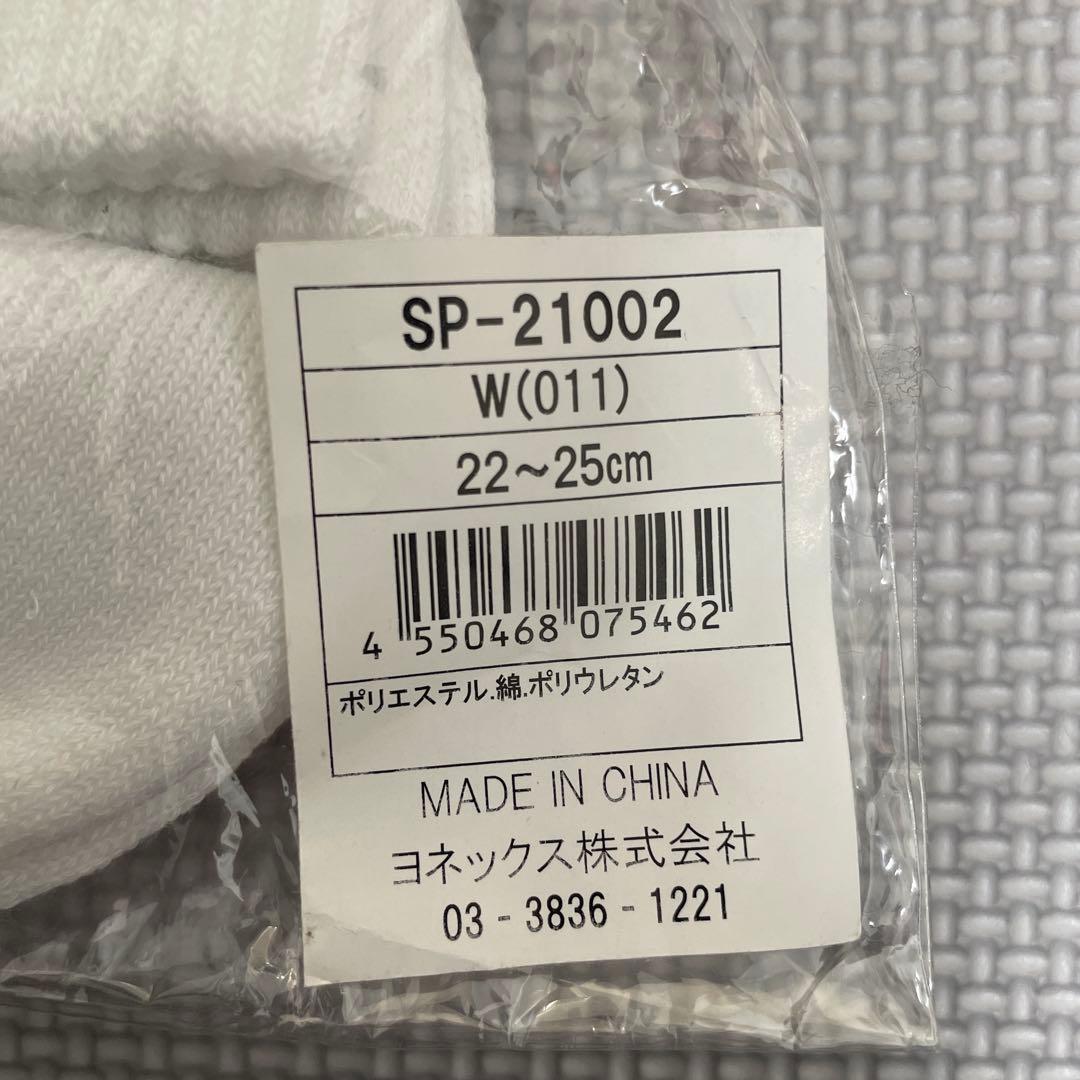 SP-21002
W(011)
22~25cm
4 550468 075462
ポリエステル.綿.ポリウレタン
MADE IN CHINA
ヨネックス株式会社
03 - 3836 - 1221